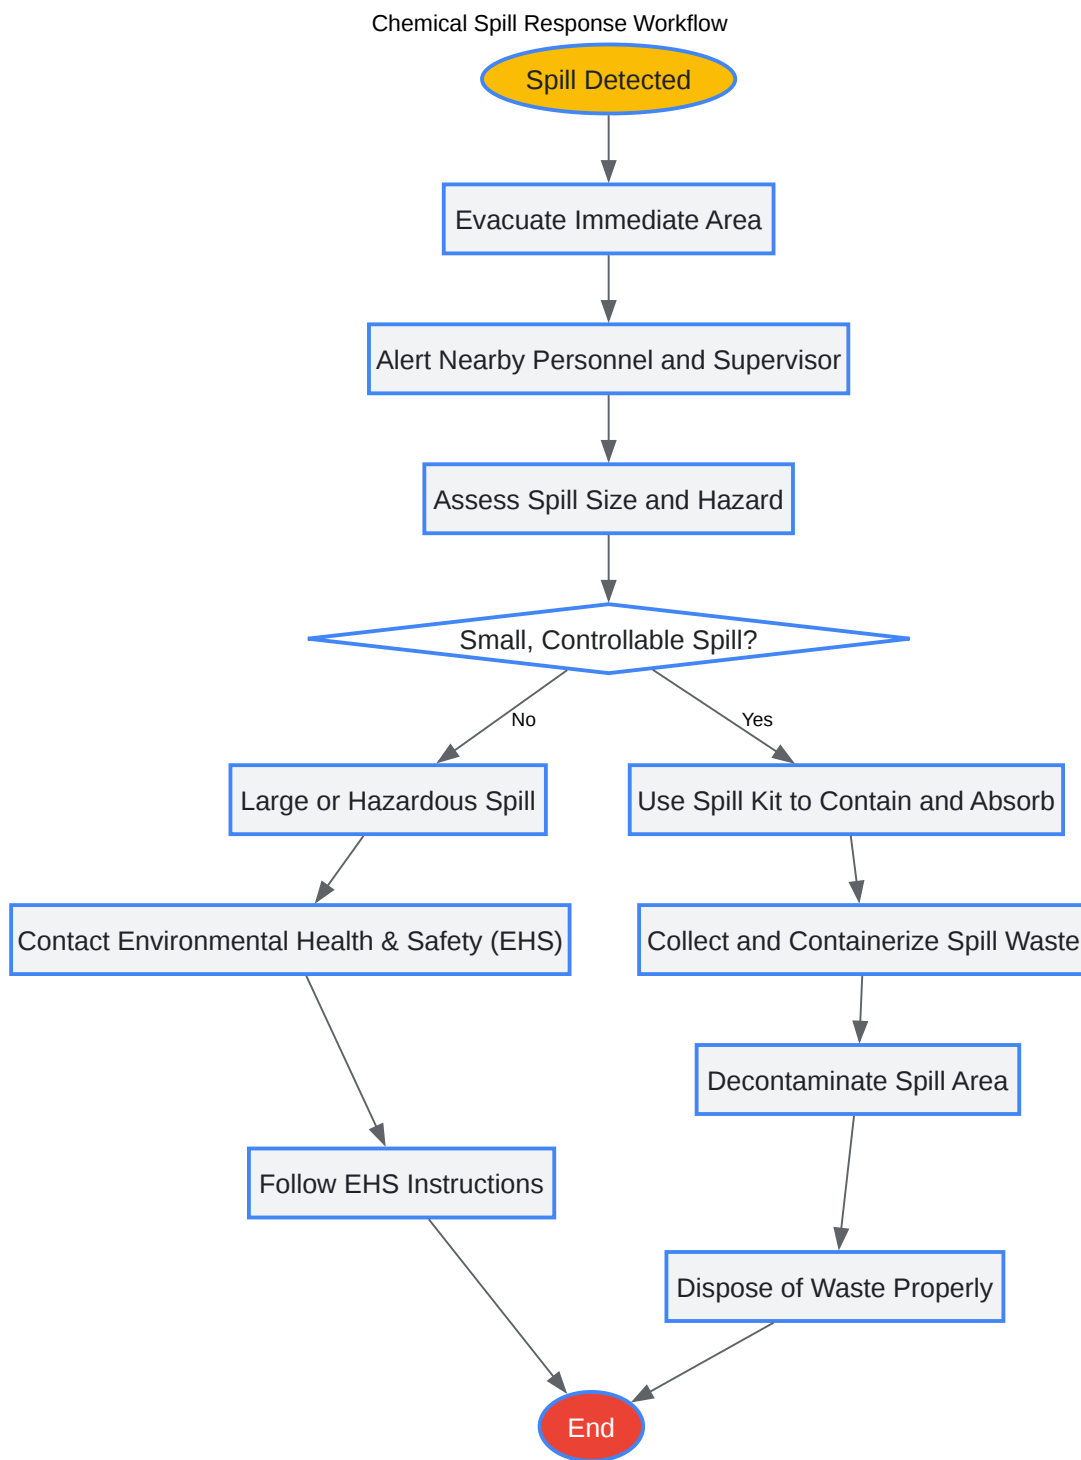 Chemical Spill Response Workflow
Spill Detected
Evacuate Immediate Area
Alert Nearby Personnel and Supervisor
Assess Spill Size and Hazard
Small, Controllable Spill?
No
Yes
Large or Hazardous Spill
Use Spill Kit to Contain and Absorb
Contact Environmental Health & Safety (EHS)
Collect and Containerize Spill Waste
Decontaminate Spill Area
Follow EHS Instructions
Dispose of Waste Properly
End